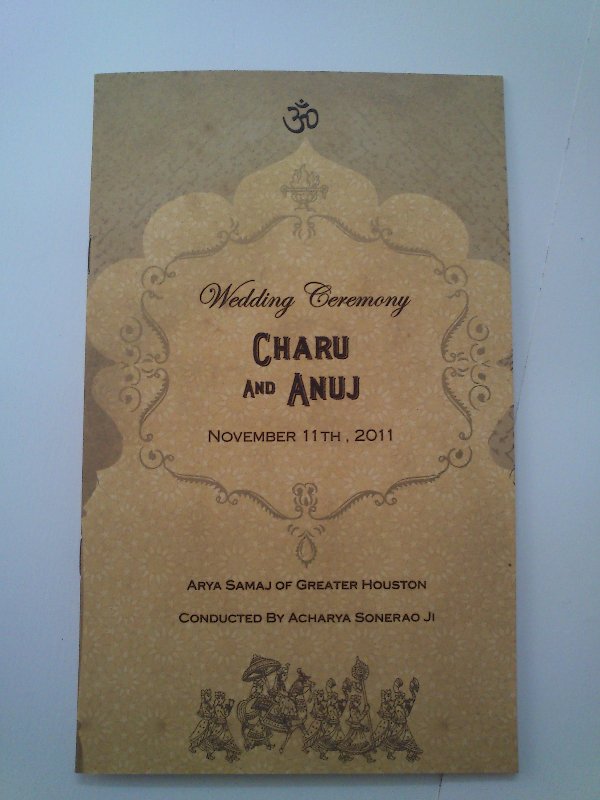 ॐ
Wedding Ceremony
CHARU
AND ANUJ
NOVEMBER 11TH, 2011
ARYA SAMAJ OF GREATER HOUSTON
CONDUCTED BY ACHARYA SONERAO JI